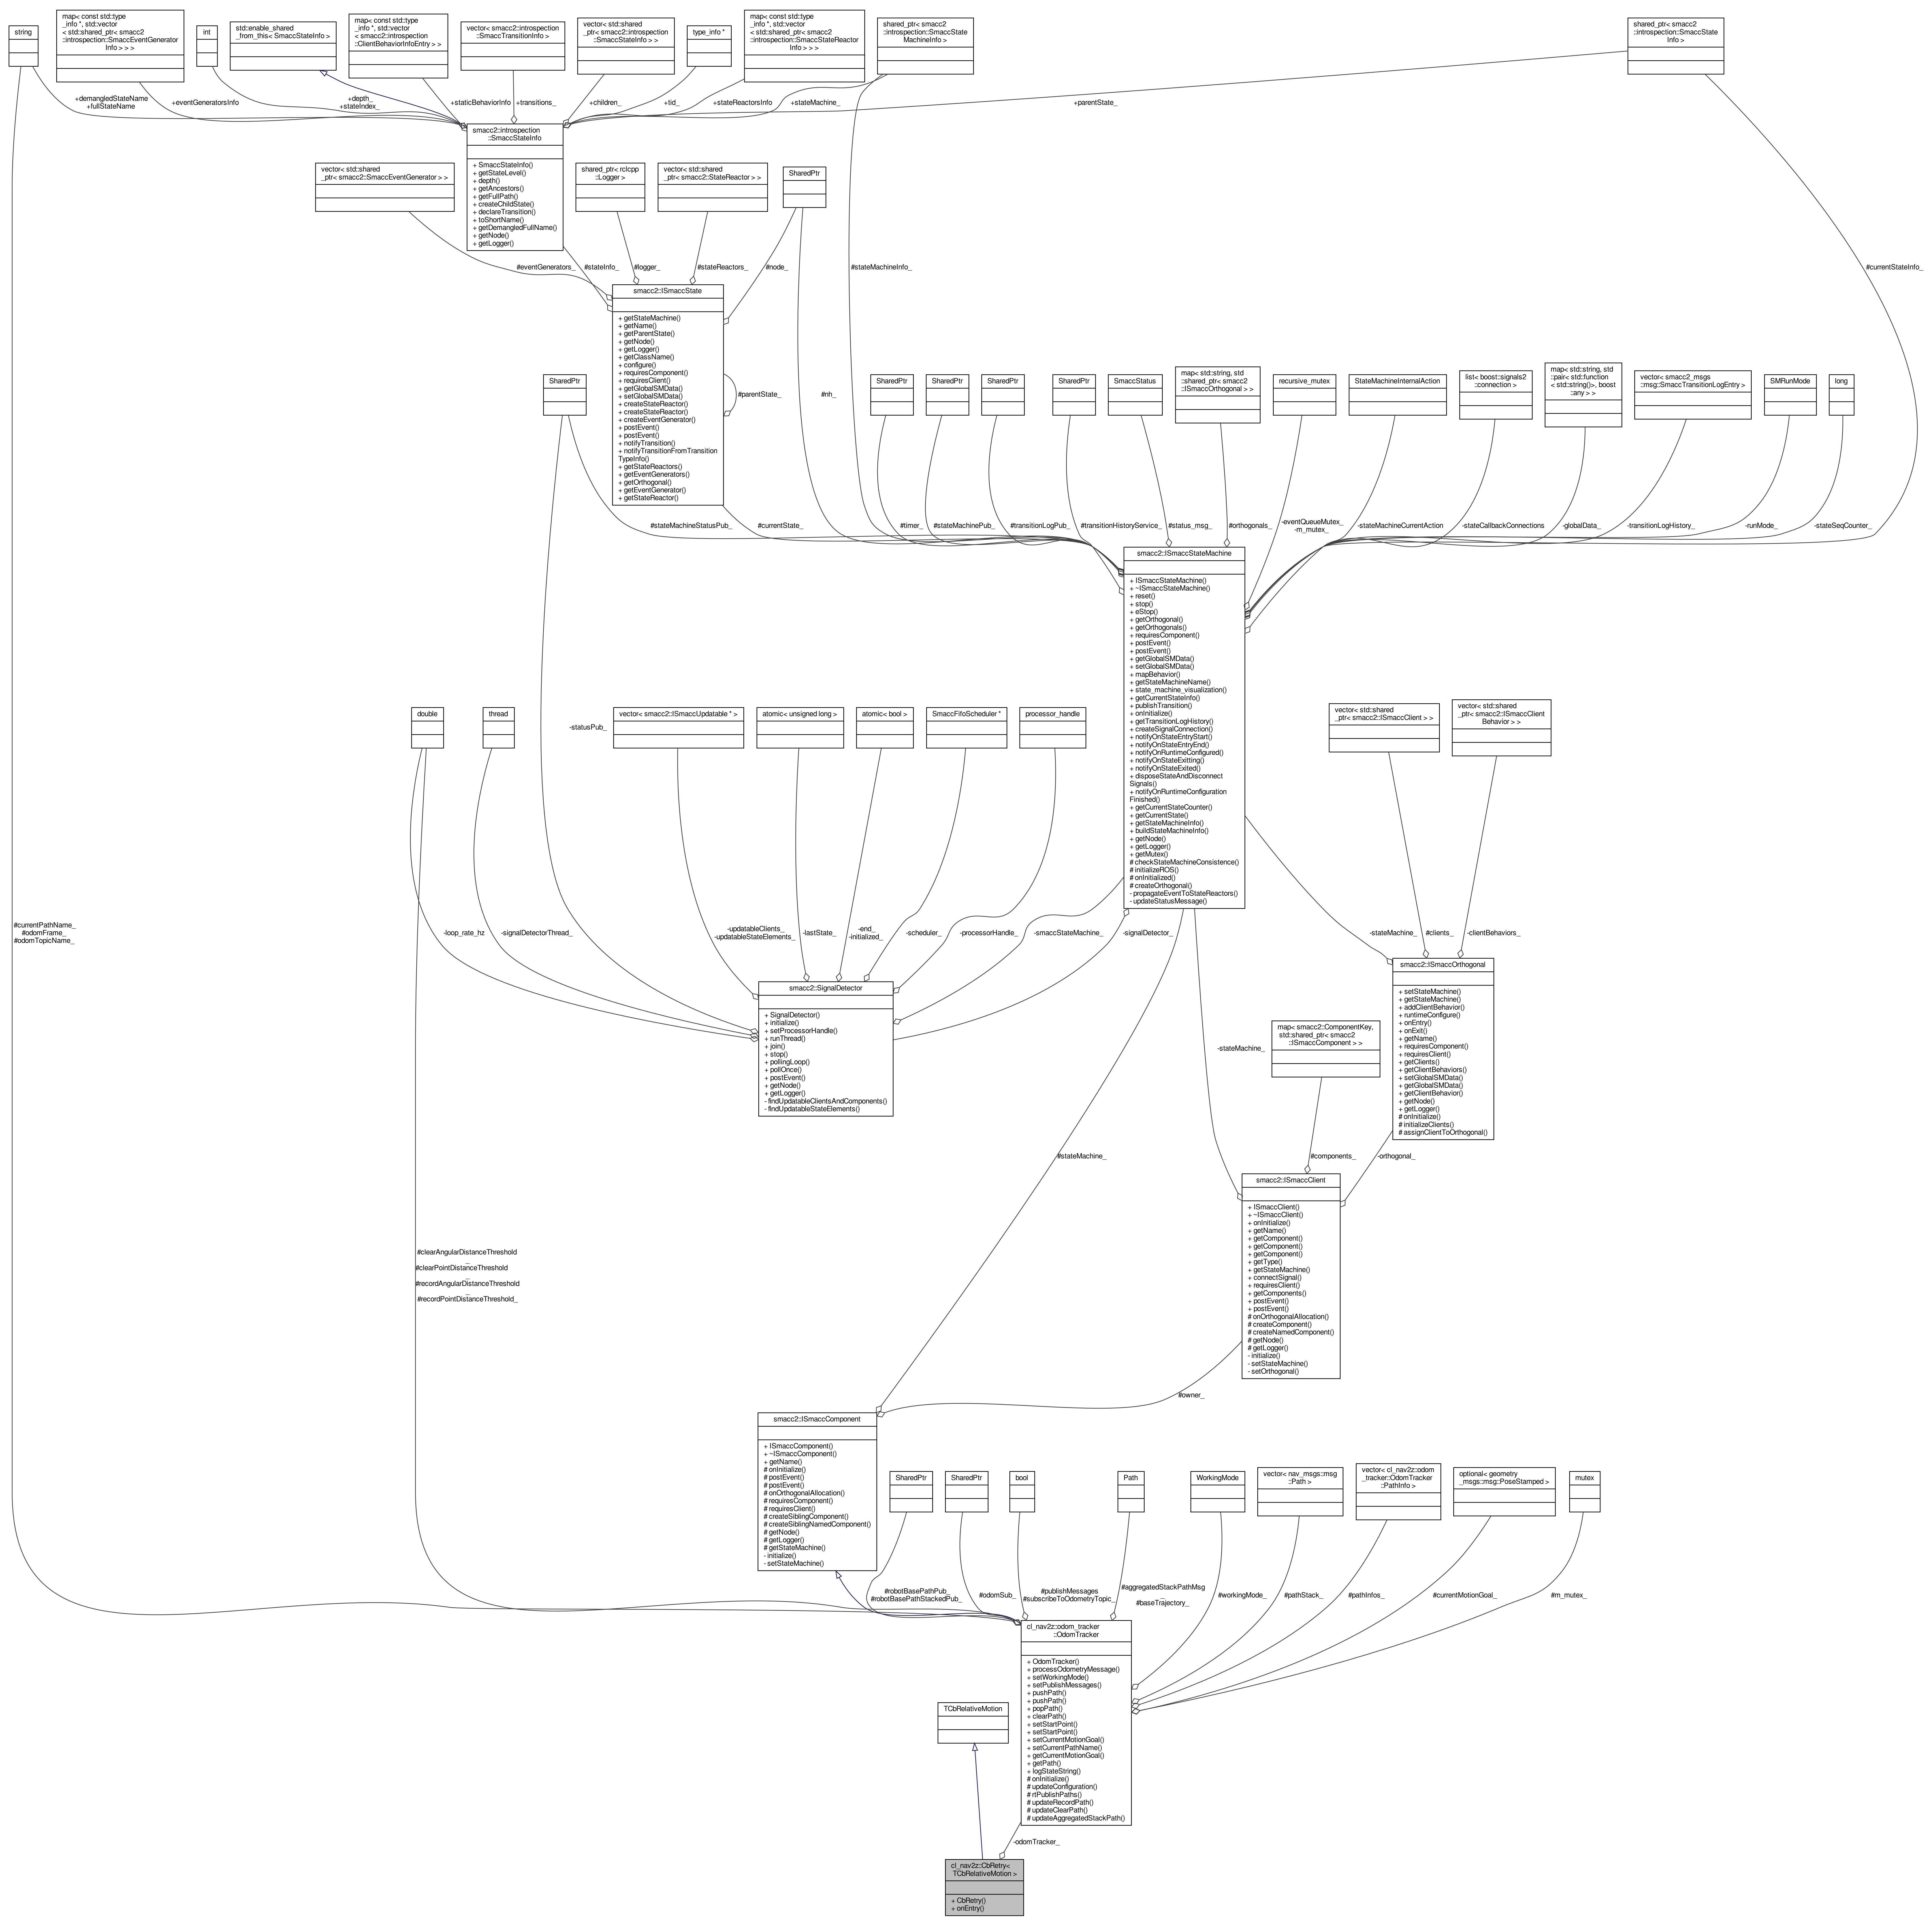 string
map< const std::type
_info *, std::vector
< std::shared_ptr< smacc2
::introspection::SmaccEventGenerator
Info > > >
int
std::enable_shared
_from_this< SmaccStateInfo >
map< const std::type
_info *, std::vector
< smacc2::introspection
::ClientBehaviorInfoEntry > >
vector< smacc2::introspection
::SmaccTransitionInfo >
vector< std::shared
_ptr< smacc2::introspection
::SmaccStateInfo > >
type_info *
map< const std::type
_info *, std::vector
< std::shared_ptr< smacc2
::introspection::SmaccStateReactor
Info > > >
shared_ptr< smacc2
::introspection::SmaccState
MachineInfo >
shared_ptr< smacc2
::introspection::SmaccState
Info >
+demangledStateName
+fullStateName
+eventGeneratorsInfo
+depth_
+stateIndex_
+staticBehaviorInfo
+transitions_
+children_
+tid_
+stateReactorsInfo
+stateMachine_
+parentState_
smacc2::introspection
::SmaccStateInfo
+ SmaccStateInfo()
+ getStateLevel()
+ depth()
+ getAncestors()
+ getFullPath()
+ createChildState()
+ declareTransition()
+ toShortName()
+ getDemangledFullName()
+ getNode()
+ getLogger()
vector< std::shared
_ptr< smacc2::SmaccEventGenerator > >
shared_ptr< rclcpp
::Logger >
vector< std::shared
_ptr< smacc2::StateReactor > >
SharedPtr
#eventGenerators_
#stateInfo_
#logger_
#stateReactors_
#node_
#stateMachineInfo_
#currentStateInfo_
smacc2::ISmaccState
+ getStateMachine()
+ getName()
+ getParentState()
+ getNode()
+ getLogger()
+ getClassName()
+ configure()
+ requiresComponent()
+ requiresClient()
+ getGlobalSMData()
+ setGlobalSMData()
+ createStateReactor()
+ createStateReactor()
+ createEventGenerator()
+ postEvent()
+ postEvent()
+ notifyTransition()
+ notifyTransitionFromTransition
TypeInfo()
+ getStateReactors()
+ getEventGenerators()
+ getOrthogonal()
+ getEventGenerator()
+ getStateReactor()
#parentState_
#nh_
SharedPtr
SharedPtr
SharedPtr
SharedPtr
SharedPtr
SmaccStatus
map< std::string, std
::shared_ptr< smacc2
::ISmaccOrthogonal > >
recursive_mutex
StateMachineInternalAction
list< boost::signals2
::connection >
map< std::string, std
::pair< std::function
< std::string()>, boost
::any > >
vector< smacc2_msgs
::msg::SmaccTransitionLogEntry >
SMRunMode
long
#stateMachineStatusPub_
#currentState_
#timer_
#stateMachinePub_
#transitionLogPub_
#transitionHistoryService_
#status_msg_
#orthogonals_
-eventQueueMutex_
-m_mutex_
-stateMachineCurrentAction
-stateCallbackConnections
-globalData_
-transitionLogHistory_
-runMode_
-stateSeqCounter_
smacc2::ISmaccStateMachine
+ ISmaccStateMachine()
+ ~ISmaccStateMachine()
+ reset()
+ stop()
+ eStop()
+ getOrthogonal()
+ getOrthogonals()
+ requiresComponent()
+ postEvent()
+ postEvent()
+ getGlobalSMData()
+ setGlobalSMData()
+ mapBehavior()
+ getStateMachineName()
+ state_machine_visualization()
+ getCurrentStateInfo()
+ publishTransition()
+ onInitialize()
+ getTransitionLogHistory()
+ createSignalConnection()
+ notifyOnStateEntryStart()
+ notifyOnStateEntryEnd()
+ notifyOnRuntimeConfigured()
+ notifyOnStateExitting()
+ notifyOnStateExited()
+ disposeStateAndDisconnect
Signals()
+ notifyOnRuntimeConfiguration
Finished()
+ getCurrentStateCounter()
+ getCurrentState()
+ getStateMachineInfo()
+ buildStateMachineInfo()
+ getNode()
+ getLogger()
+ getMutex()
# checkStateMachineConsistence()
# initializeROS()
# onInitialized()
# createOrthogonal()
- propagateEventToStateReactors()
- updateStatusMessage()
double
thread
-statusPub_
vector< smacc2::ISmaccUpdatable * >
atomic< unsigned long >
atomic< bool >
SmaccFifoScheduler *
processor_handle
vector< std::shared
_ptr< smacc2::ISmaccClient > >
vector< std::shared
_ptr< smacc2::ISmaccClient
Behavior > >
#currentPathName_
#odomFrame_
#odomTopicName_
-loop_rate_hz
-signalDetectorThread_
-updatableClients_
-updatableStateElements_
-lastState_
-end_
-initialized_
-scheduler_
-processorHandle_
-smaccStateMachine_
-signalDetector_
-stateMachine_
#clients_
-clientBehaviors_
smacc2::SignalDetector
+ SignalDetector()
+ initialize()
+ setProcessorHandle()
+ runThread()
+ join()
+ stop()
+ pollingLoop()
+ pollOnce()
+ postEvent()
+ getNode()
+ getLogger()
- findUpdatableClientsAndComponents()
- findUpdatableStateElements()
smacc2::ISmaccOrthogonal
+ setStateMachine()
+ getStateMachine()
+ addClientBehavior()
+ runtimeConfigure()
+ onEntry()
+ onExit()
+ getName()
+ requiresComponent()
+ requiresClient()
+ getClients()
+ getClientBehaviors()
+ setGlobalSMData()
+ getGlobalSMData()
+ getClientBehavior()
+ getNode()
+ getLogger()
# onInitialize()
# initializeClients()
# assignClientToOrthogonal()
map< smacc2::ComponentKey,
std::shared_ptr< smacc2
::ISmaccComponent > >
-stateMachine_
#stateMachine_
#components_
-orthogonal_
smacc2::ISmaccClient
+ ISmaccClient()
+ ~ISmaccClient()
+ onInitialize()
+ getName()
+ getComponent()
+ getComponent()
+ getComponent()
+ getType()
+ getStateMachine()
+ connectSignal()
+ requiresClient()
+ getComponents()
+ postEvent()
+ postEvent()
# onOrthogonalAllocation()
# createComponent()
# createNamedComponent()
# getNode()
# getLogger()
- initialize()
- setStateMachine()
- setOrthogonal()
#clearAngularDistanceThreshold
_
#clearPointDistanceThreshold
_
#recordAngularDistanceThreshold
_
#recordPointDistanceThreshold_
#owner_
smacc2::ISmaccComponent
+ ISmaccComponent()
+ ~ISmaccComponent()
+ getName()
# onInitialize()
# postEvent()
# postEvent()
# onOrthogonalAllocation()
# requiresComponent()
# requiresClient()
# createSiblingComponent()
# createSiblingNamedComponent()
# getNode()
# getLogger()
# getStateMachine()
- initialize()
- setStateMachine()
SharedPtr
SharedPtr
bool
Path
WorkingMode
vector< nav_msgs::msg
::Path >
vector< cl_nav2z::odom
_tracker::OdomTracker
::PathInfo >
optional< geometry
_msgs::msg::PoseStamped >
mutex
#robotBasePathPub_
#robotBasePathStackedPub_
#odomSub_
#publishMessages
#subscribeToOdometryTopic_
#aggregatedStackPathMsg
_
#baseTrajectory_
#workingMode_
#pathStack_
#pathInfos_
#currentMotionGoal_
#m_mutex_
cl_nav2z::odom_tracker
::OdomTracker
+ OdomTracker()
+ processOdometryMessage()
+ setWorkingMode()
+ setPublishMessages()
+ pushPath()
+ pushPath()
+ popPath()
+ clearPath()
+ setStartPoint()
+ setStartPoint()
+ setCurrentMotionGoal()
+ setCurrentPathName()
+ getCurrentMotionGoal()
+ getPath()
+ logStateString()
# onInitialize()
# updateConfiguration()
# rtPublishPaths()
# updateRecordPath()
# updateClearPath()
# updateAggregatedStackPath()
TCbRelativeMotion
-odomTracker_
cl_nav2z::CbRetry<
TCbRelativeMotion >
+ CbRetry()
+ onEntry()